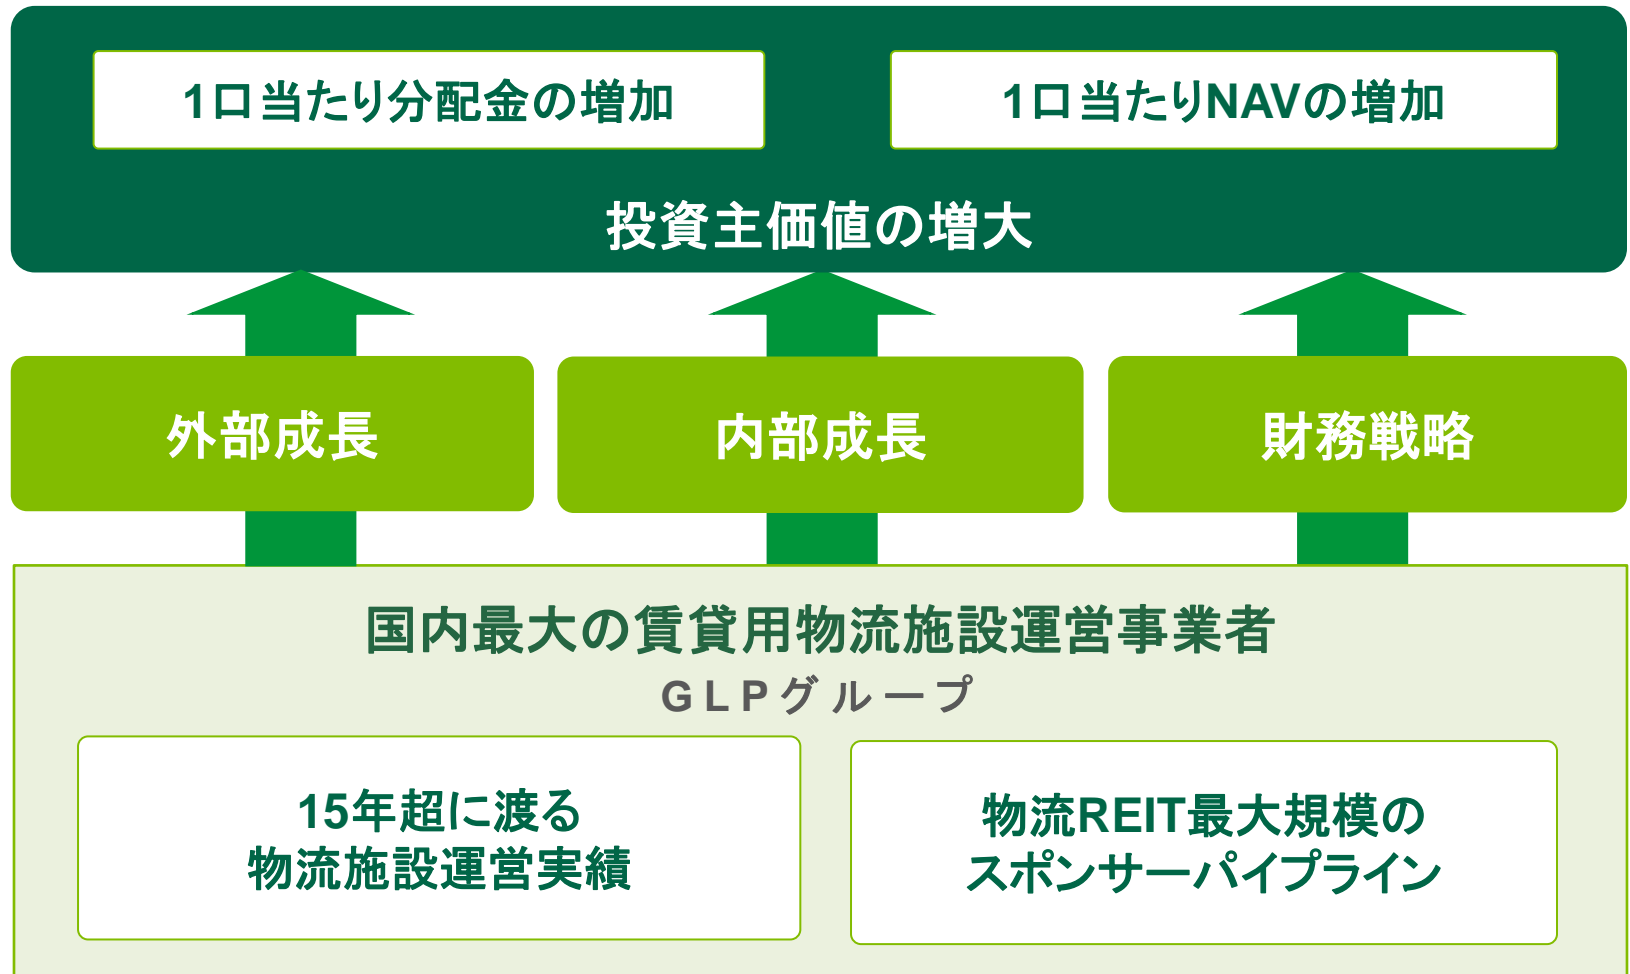 1口当たり分配金の増加
1口当たりNAVの増加
投資主価値の増大
外部成長
内部成長
財務戦略
国内最大の賃貸用物流施設運営事業者
GLPグループ
15年超に渡る
物流施設運営実績
物流REIT最大規模の
スポンサーパイプライン